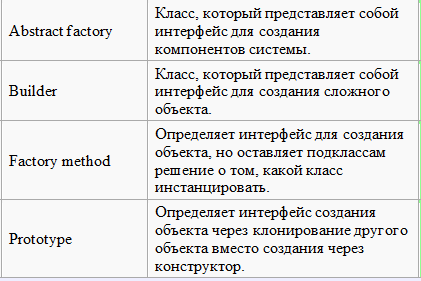 Abstract factory
Класс, который представляет собой
интерфейс для создания
компонентов системы.
Builder
Класс, который представляет собой
интерфейс для создания сложного
объекта.
Factory method
Определяет интерфейс для создания
объекта, но оставляет подклассам
решение о том, какой класс
инстанцировать.
Prototype
Определяет интерфейс создания
объекта через клонирование другого
объекта вместо создания через
конструктор.